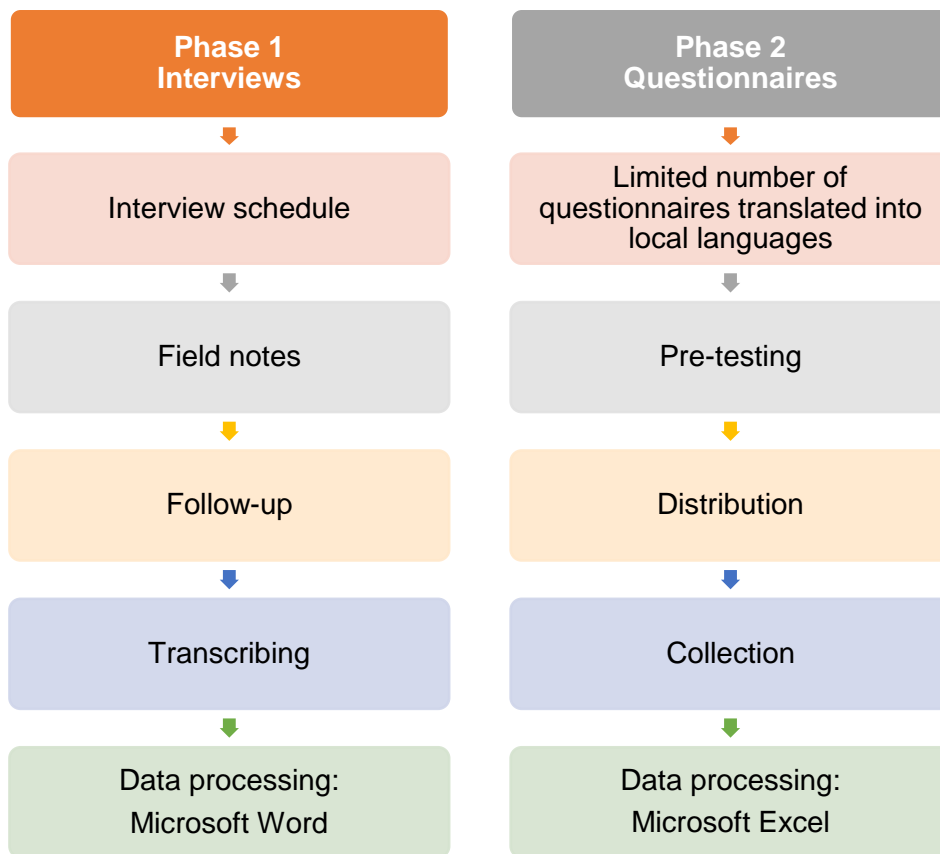 Phase 1
Interviews
Interview schedule
Field notes
Follow-up
Transcribing
Data processing:
Microsoft Word
Phase 2
Questionnaires
Limited number of
questionnaires translated into
local languages
Pre-testing
Distribution
Collection
Data processing:
Microsoft Excel